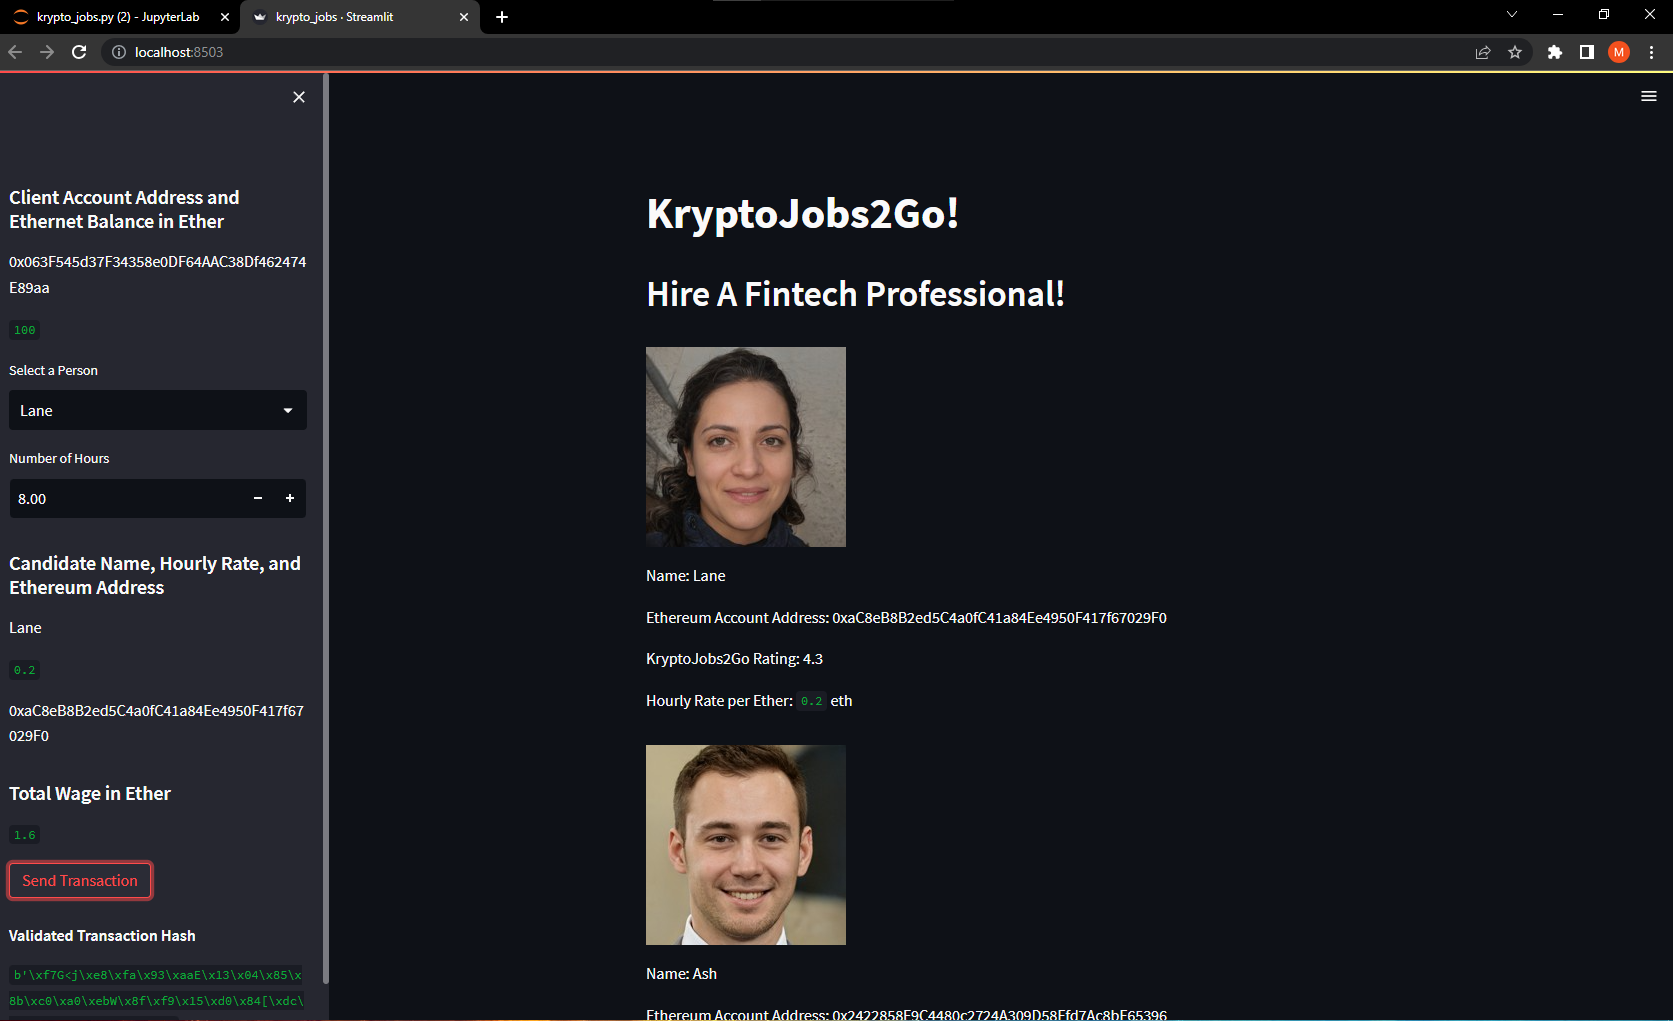 krypto_jobs.py (2) - JupyterLab
krypto_jobs · Streamlit
localhost:8503
M
Client Account Address and
Ethernet Balance in Ether
0x063F545d37F34358e0DF64AAC38Df462474
E89aa
100
Select a Person
Lane
Number of Hours
8.00
Candidate Name, Hourly Rate, and
Ethereum Address
Lane
0.2
0xaC8eB8B2ed5C4a0fC41a84Ee4950F417f67
029F0
Total Wage in Ether
1.6
Send Transaction
Validated Transaction Hash
b'\xf7G<j\xe8\xfa\x93\xaaE\x13\x04\x85\x
8b\xc0\xa0\xebW\x8f\xf9\x15\xd0\x84[\xdc\
KryptoJobs2Go!
Hire A Fintech Professional!
Name: Lane
Ethereum Account Address: 0xaC8eB8B2ed5C4a0fC41a84Ee4950F417f67029F0
KryptoJobs2Go Rating: 4.3
Hourly Rate per Ether: 0.2 eth
Name: Ash
Ethereum Account Address: 0x2422858F9C4480c2724A309D58Ffd7Ac8bF65396